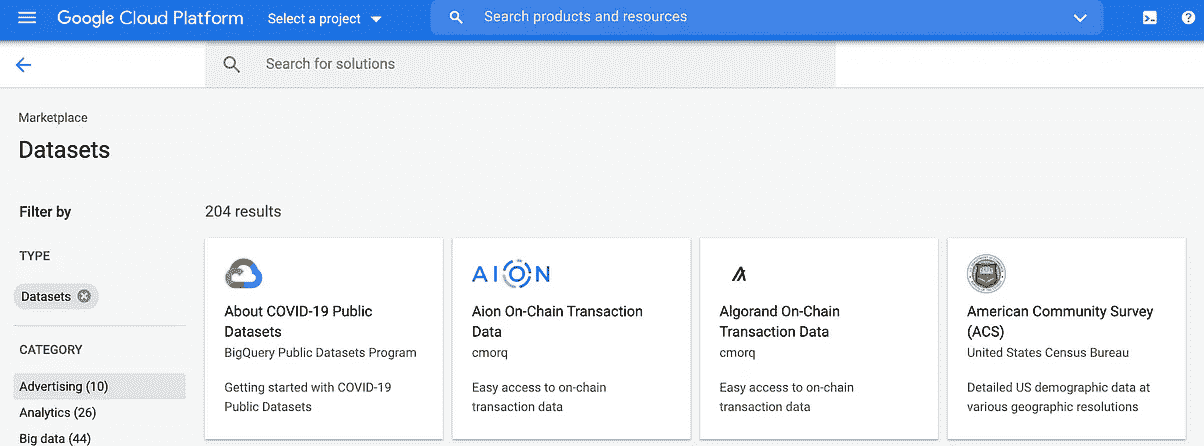 Google Cloud Platform
Select a project
Search products and resources
Search for solutions
Marketplace
Datasets
Filter by
204 results
TYPE
Datasets
CATEGORY
Advertising (10)
Analytics (26)
Big data (44)
About COVID-19 Public
Datasets
BigQuery Public Datasets Program
Getting started with COVID-19
Public Datasets
AION
Aion On-Chain Transaction
Data
cmorq
Easy access to on-chain
transaction data
Algorand On-Chain
Transaction Data
cmorq
Easy access to on-chain
transaction data
American Community Survey
(ACS)
United States Census Bureau
Detailed US demographic data at
various geographic resolutions